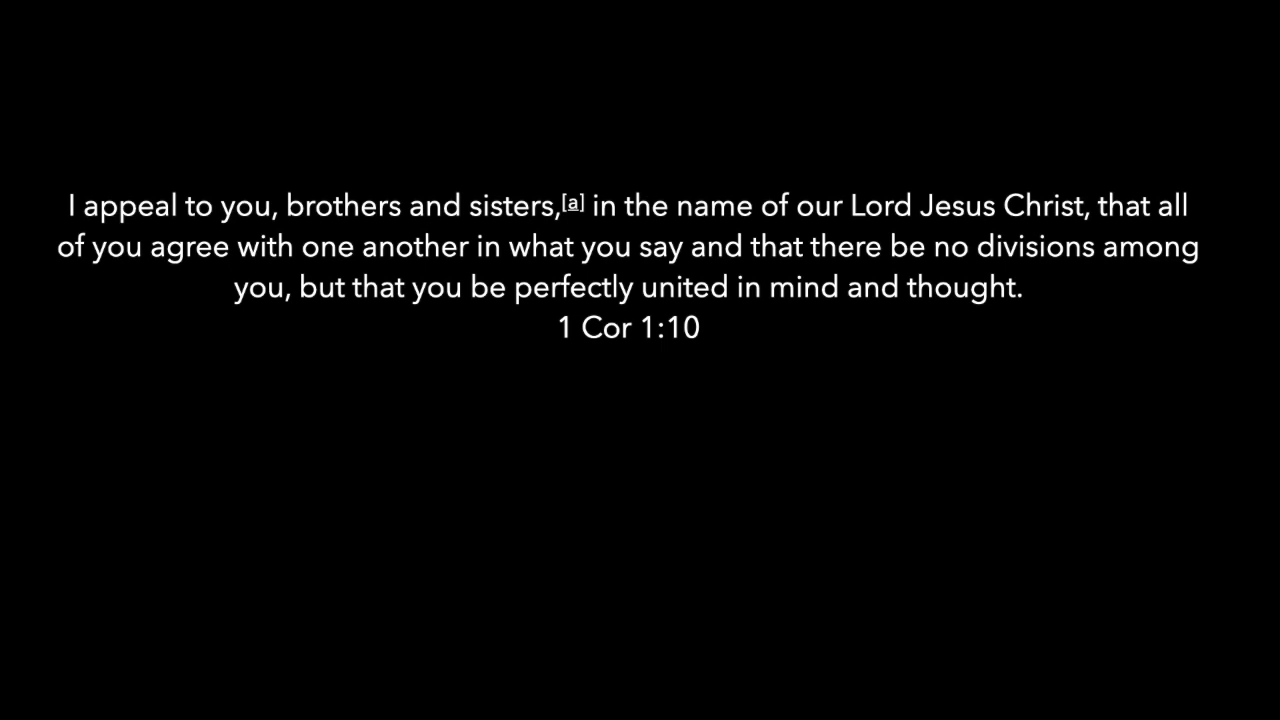 I appeal to you, brothers and sisters,[a] in the name of our Lord Jesus Christ, that all
of you agree with one another in what you say and that there be no divisions among
you, but that you be perfectly united in mind and thought.
1 Cor 1:10